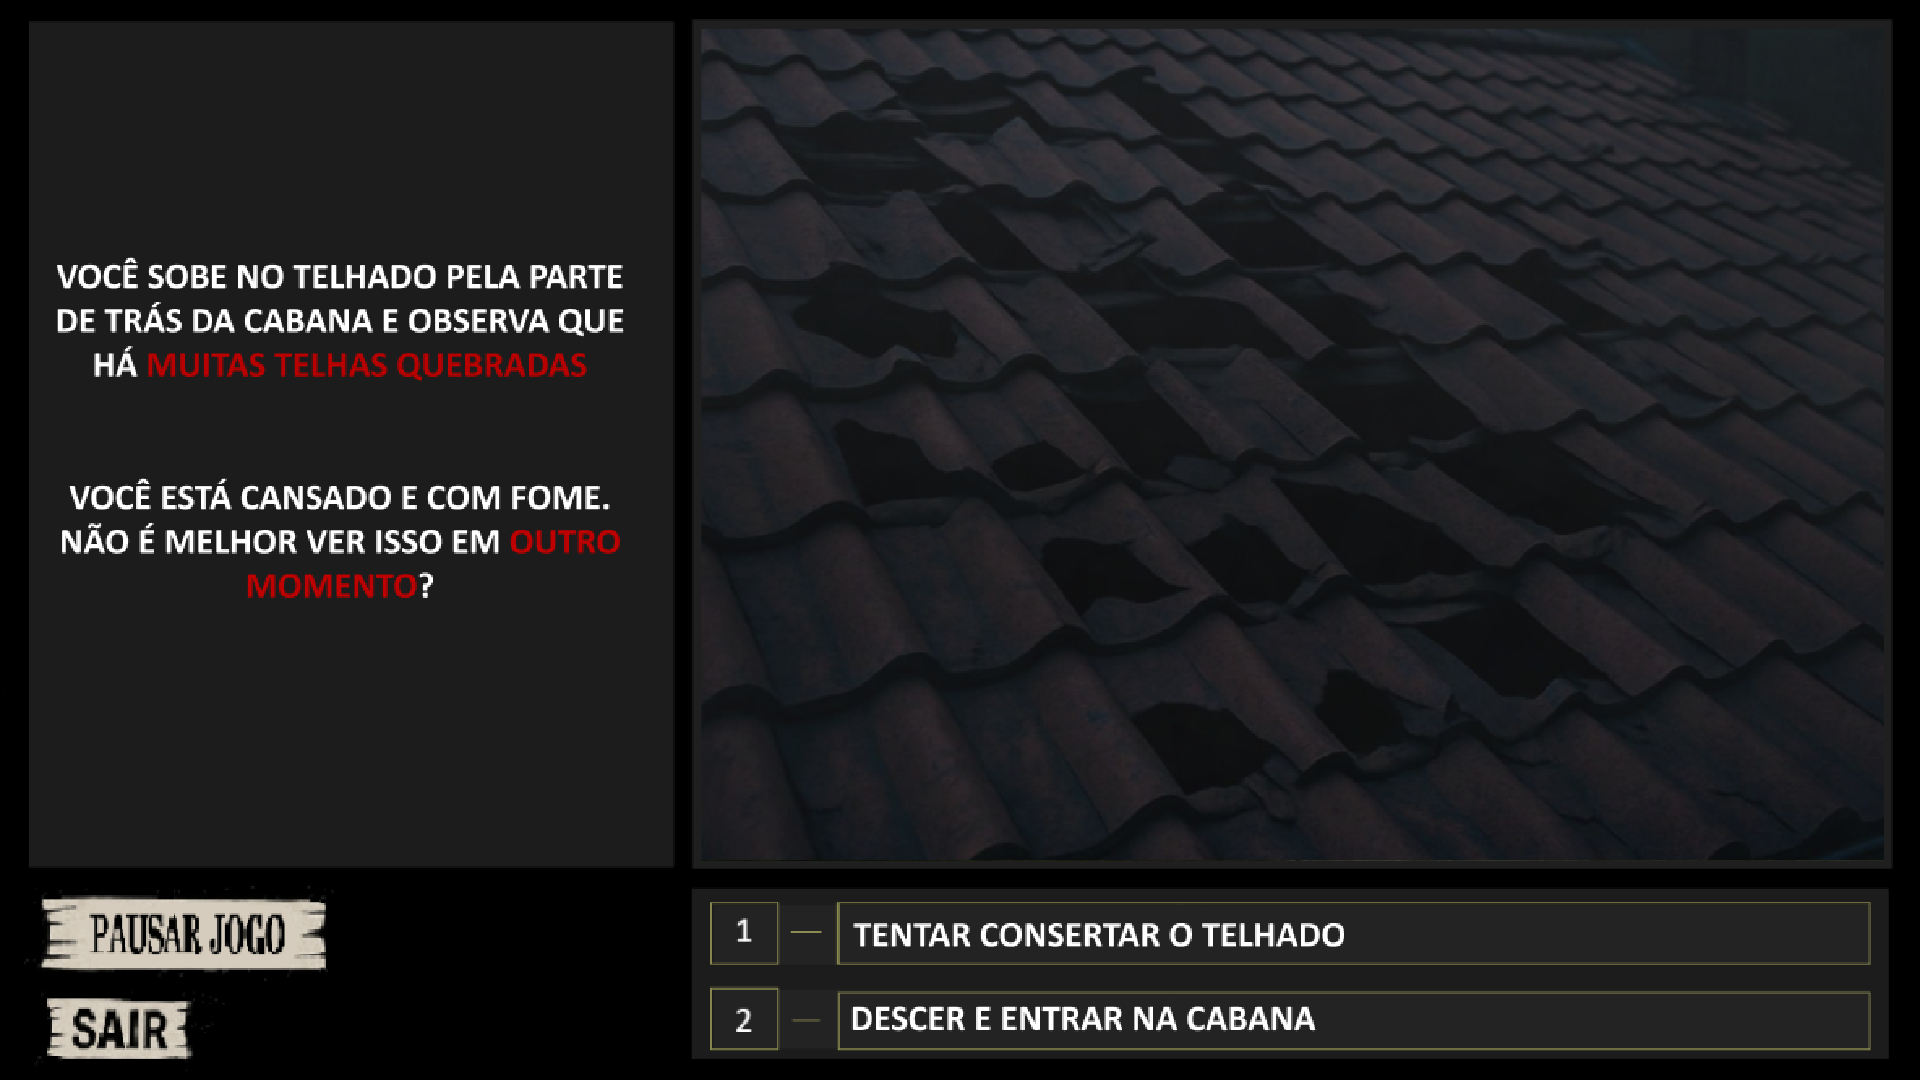 VOCÊ SOBE NO TELHADO PELA PARTE
DE TRÁS DA CABANA E OBSERVA QUE
HÁ MUITAS TELHAS QUEBRADAS
VOCÊ ESTÁ CANSADO E COM FOME.
NÃO É MELHOR VER ISSO EM OUTRO
MOMENTO?
PAUSAR JOGO
SAIR
1 — TENTAR CONSERTAR O TELHADO
2 — DESCER E ENTRAR NA CABANA